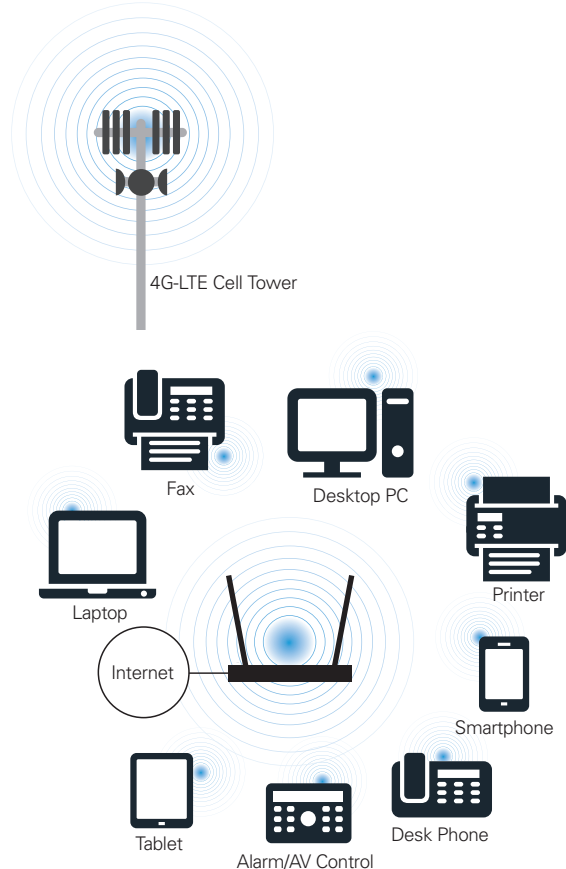 4G-LTE Cell Tower
Fax
Desktop PC
Printer
Laptop
Internet
Smartphone
Tablet
Desk Phone
Alarm/AV Control